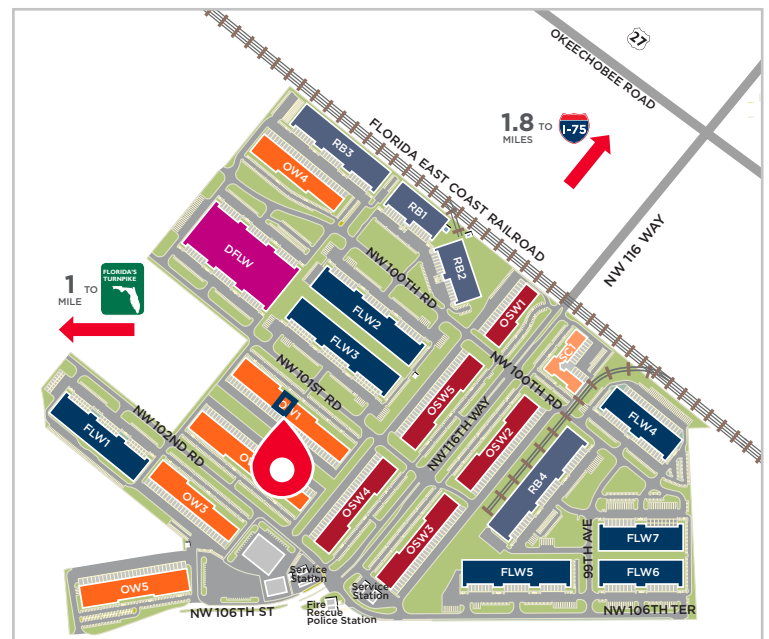 27
OKEECHOBEE ROAD
1.8 TO
MILES
I-75
FLORIDA EAST COAST RAILROAD
NW 116 WAY
RB3
OW4
RB1
RB2
DFLW
NW 100TH RD
1 TO
MILE
FLORIDA'S
TURNPIKE
FLW2
FLW3
OSW1
SC1
NW 100TH RD
NW 101ST RD
OSW5
NW 116TH WAY
OSW2
FLW4
FLW1
NW 102ND RD
W1
OW3
OSW4
OSW3
RB4
99TH AVE
FLW7
FLW6
FLW5
OW5
Service
Station
Service
Station
Fire
Rescue
Police Station
NW 106TH ST
NW 106TH TER